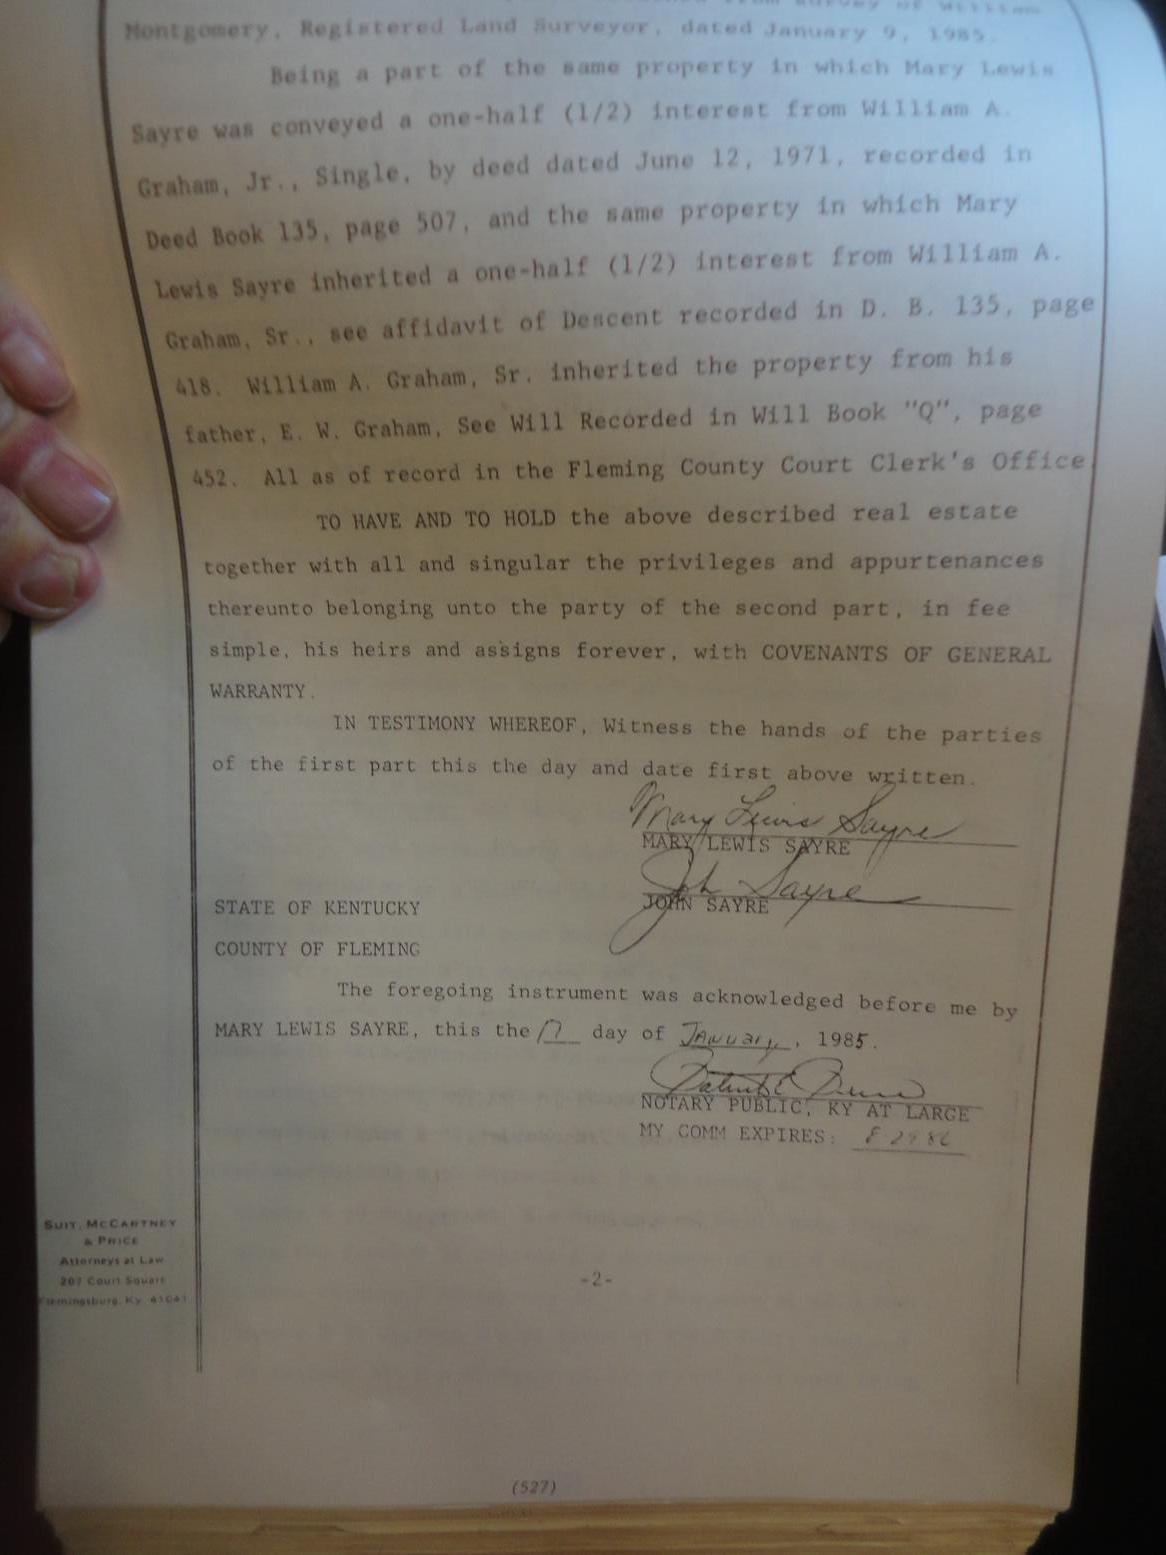 survey of William
Montgomery, Registered Land Surveyor, dated January 9, 1985.
Being a part of the same property in which Mary Lewis
Sayre was conveyed a one-half (1/2) interest from William A.
Graham, Jr., Single, by deed dated June 12, 1971, recorded in
Deed Book 135, page 507, and the same property in which Mary
Lewis Sayre inherited a one-half (1/2) interest from William A.
Graham, Sr., see affidavit of Descent recorded in D. B. 135, page
418. William A. Graham, Sr. inherited the property from his
father, E. W. Graham, See Will Recorded in Will Book "Q", page
452. All as of record in the Fleming County Court Clerk's Office.
TO HAVE AND TO HOLD the above described real estate
together with all and singular the privileges and appurtenances
thereunto belonging unto the party of the second part, in fee
simple, his heirs and assigns forever, with COVENANTS OF GENERAL
WARRANTY.
IN TESTIMONY WHEREOF, Witness the hands of the parties
of the first part this the day and date first above written.
Mary Lewis Sayre
MARY LEWIS SAYRE
John Sayre
JOHN SAYRE
STATE OF KENTUCKY
COUNTY OF FLEMING
The foregoing instrument was acknowledged before me by
MARY LEWIS SAYRE, this the 17 day of January, 1985.
NOTARY PUBLIC, KY AT LARGE
MY COMM EXPIRES: 8-29-86
SUIT, MCCARTNEY
& PRICE
Attorneys at Law
207 Court Square
Flemingsburg, Ky. 41041
-2-
(527)